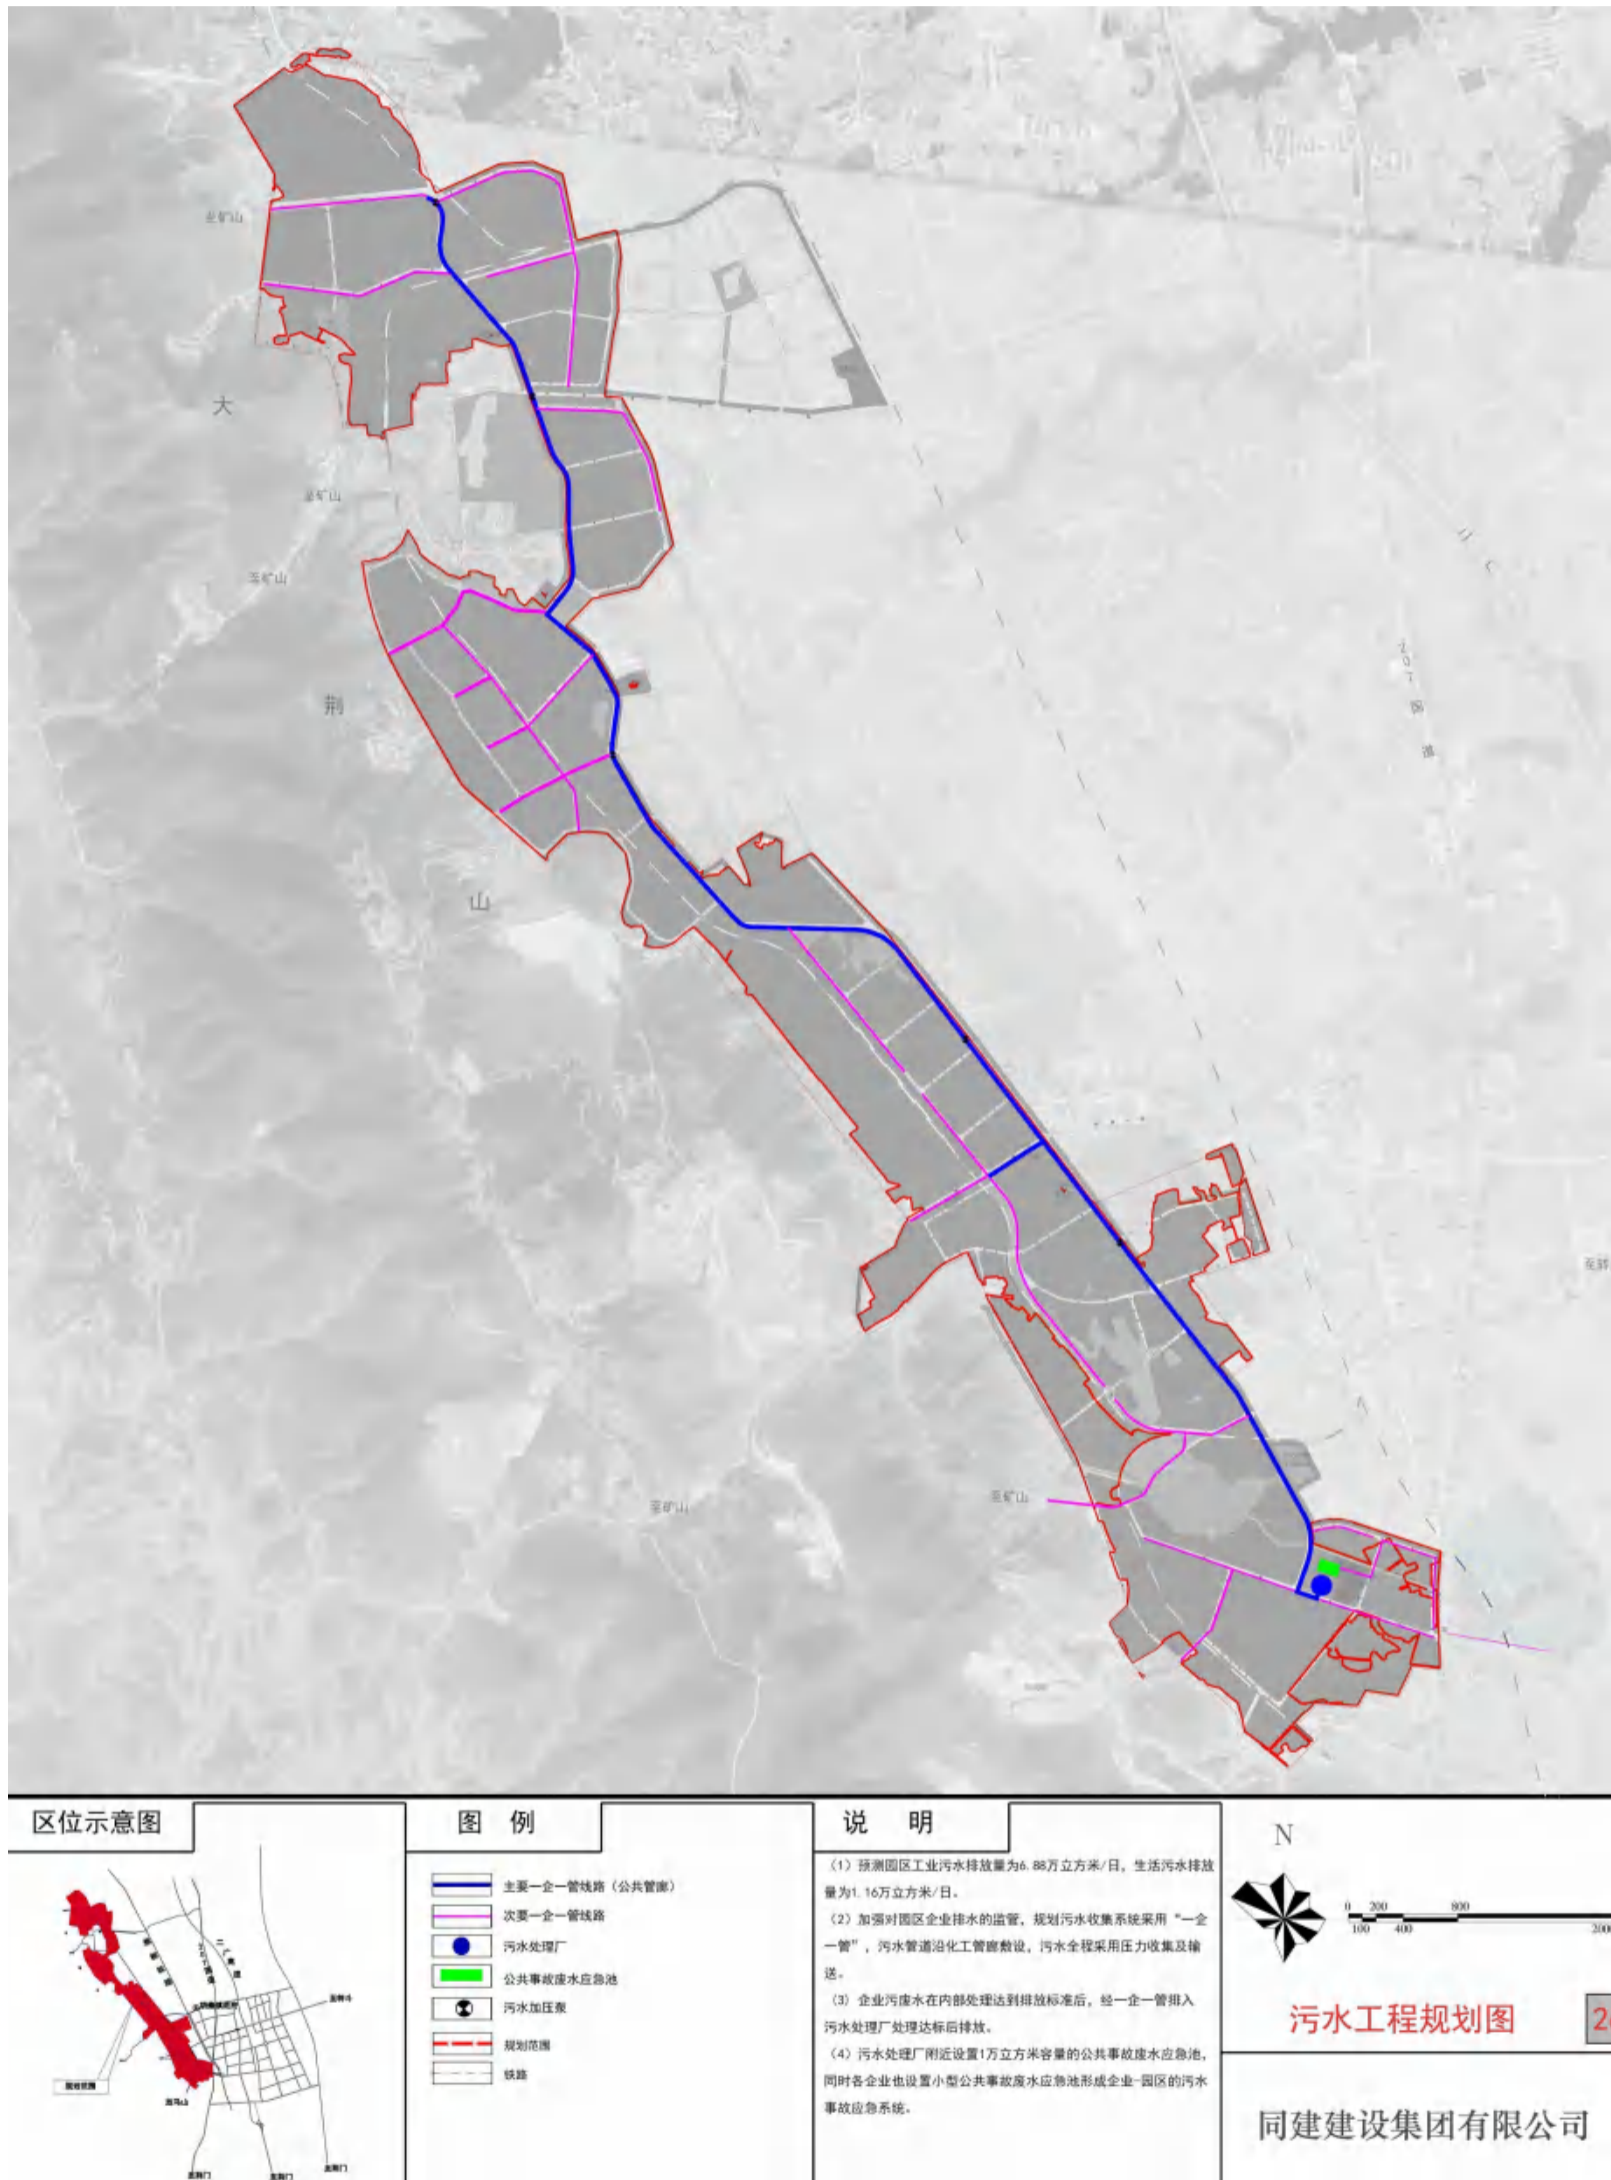 至矿山
大
至矿山
至矿山
荆
207国道
山
至矿山
至矿山
区位示意图
图 例
主要一企一管线路（公共管廊）
次要一企一管线路
污水处理厂
公共事故废水应急池
污水加压泵
规划范围
铁路
说 明
（1）预测园区工业污水排放量为6.88万立方米/日，生活污水排放
量为1.16万立方米/日。
（2）加强对园区企业排水的监管，规划污水收集系统采用“一企
一管”，污水管道沿化工管廊敷设，污水全程采用压力收集及输
送。
（3）企业污废水在内部处理达到排放标准后，经一企一管排入
污水处理厂处理达标后排放。
（4）污水处理厂附近设置1万立方米容量的公共事故废水应急池，
同时各企业也设置小型公共事故废水应急池形成企业-园区的污水
事故应急系统。
N
0 200 800
100 400 2000
污水工程规划图
同建建设集团有限公司